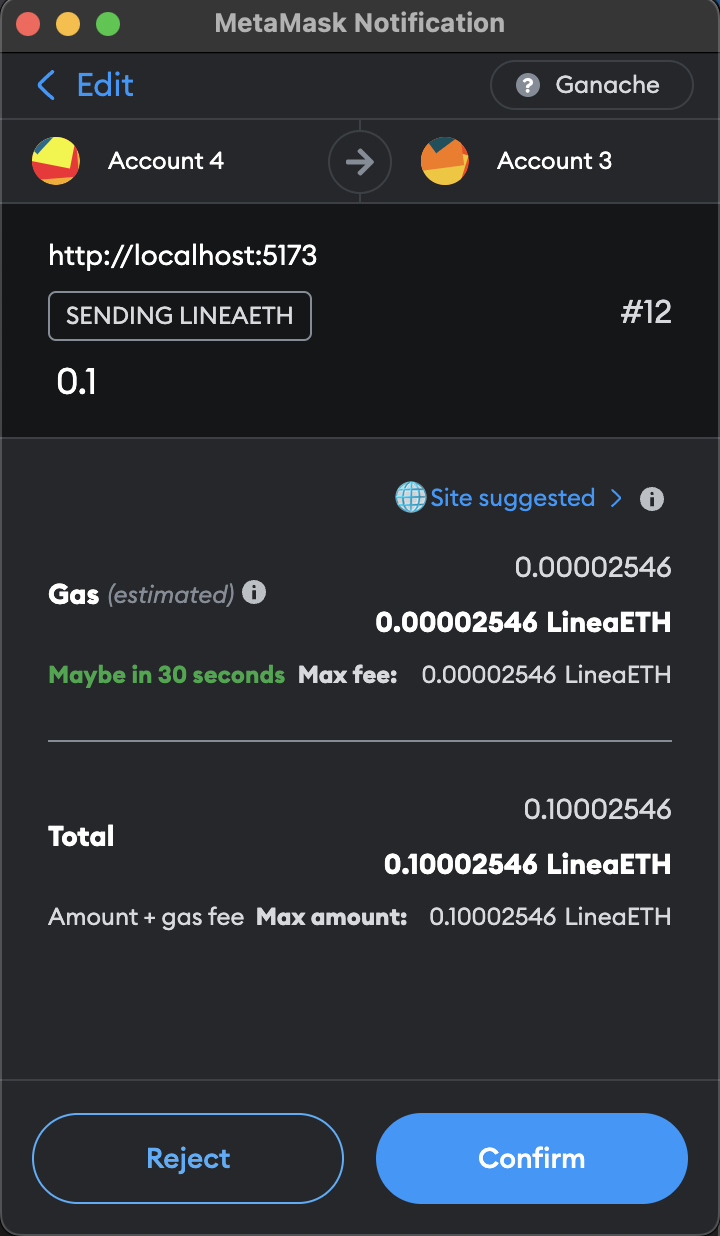 MetaMask Notification
Edit
? Ganache
Account 4
Account 3
http://localhost:5173
SENDING LINEAETH
#12
0.1
Site suggested
0.00002546
Gas (estimated)
0.00002546 LineaETH
Maybe in 30 seconds Max fee: 0.00002546 LineaETH
0.10002546
Total
0.10002546 LineaETH
Amount + gas fee Max amount: 0.10002546 LineaETH
Reject
Confirm